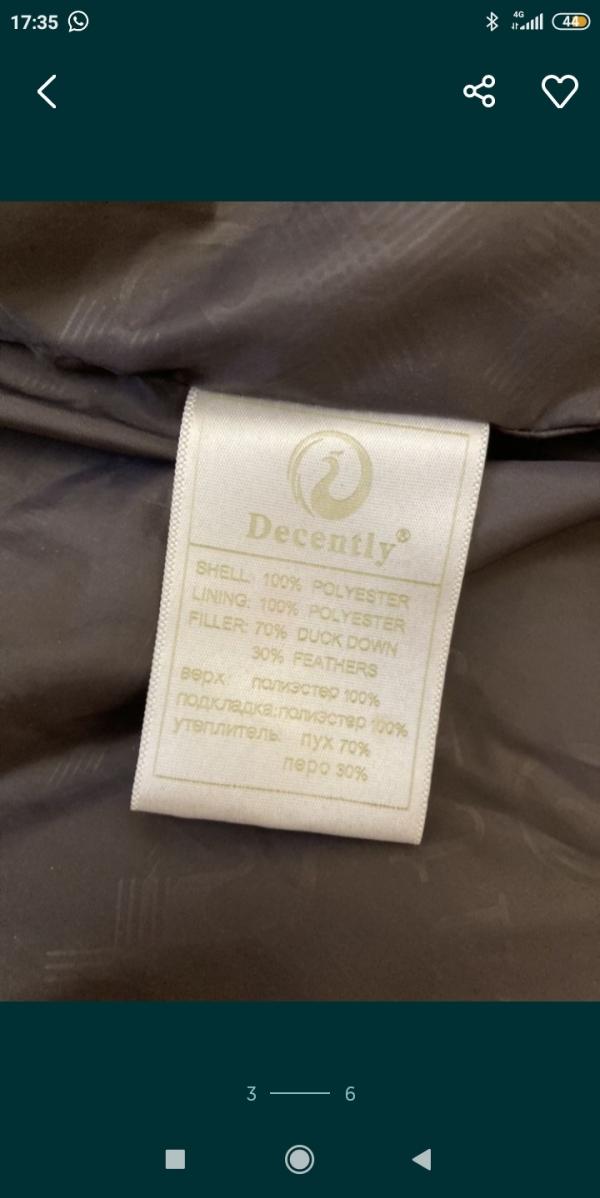 17:35
4G
44
Decently®
SHELL: 100% POLYESTER
LINING: 100% POLYESTER
FILLER: 70% DUCK DOWN
30% FEATHERS
верх: полиэстер 100%
подкладка: полиэстер 100%
утеплитель: пух 70%
перо 30%
3
6